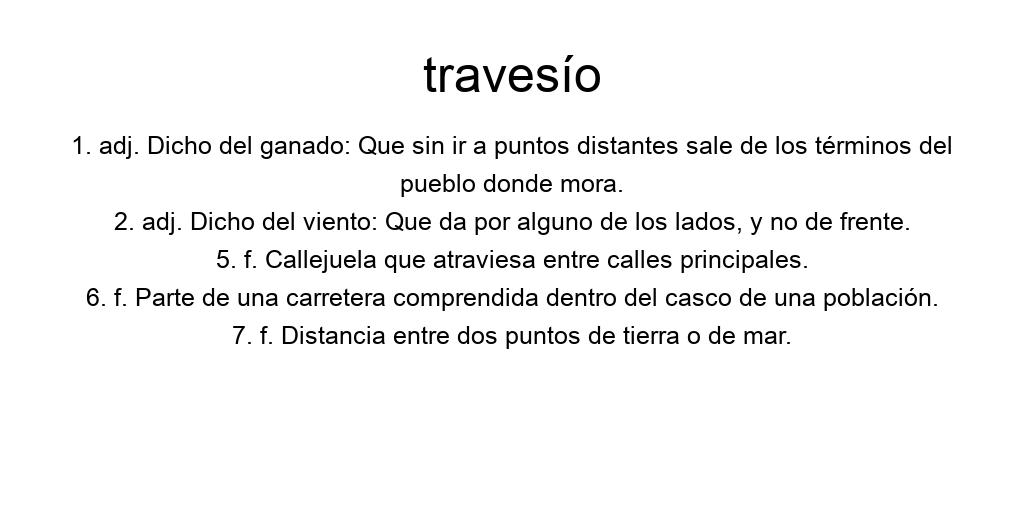 travesío
1. adj. Dicho del ganado: Que sin ir a puntos distantes sale de los términos del
pueblo donde mora.
2. adj. Dicho del viento: Que da por alguno de los lados, y no de frente.
5. f. Callejuela que atraviesa entre calles principales.
6. f. Parte de una carretera comprendida dentro del casco de una población.
7. f. Distancia entre dos puntos de tierra o de mar.